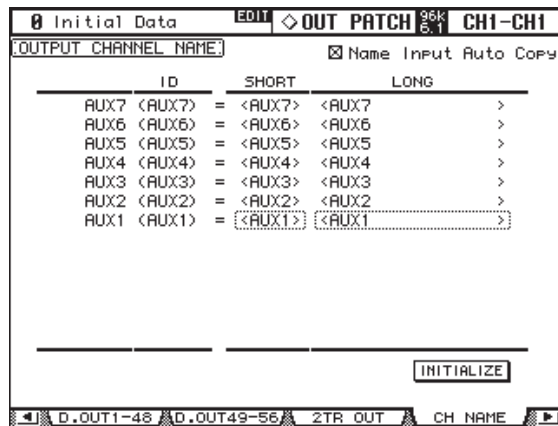 0 Initial Data EDIT ◇OUT PATCH 96k 6.1 CH1-CH1
OUTPUT CHANNEL NAME
☒ Name Input Auto Copy
ID SHORT LONG
AUX7 (AUX7) = <AUX7> <AUX7 >
AUX6 (AUX6) = <AUX6> <AUX6 >
AUX5 (AUX5) = <AUX5> <AUX5 >
AUX4 (AUX4) = <AUX4> <AUX4 >
AUX3 (AUX3) = <AUX3> <AUX3 >
AUX2 (AUX2) = <AUX2> <AUX2 >
AUX1 (AUX1) = <AUX1> <AUX1 >
INITIALIZE
D.OUT1-48 D.OUT49-56 2TR OUT CH NAME